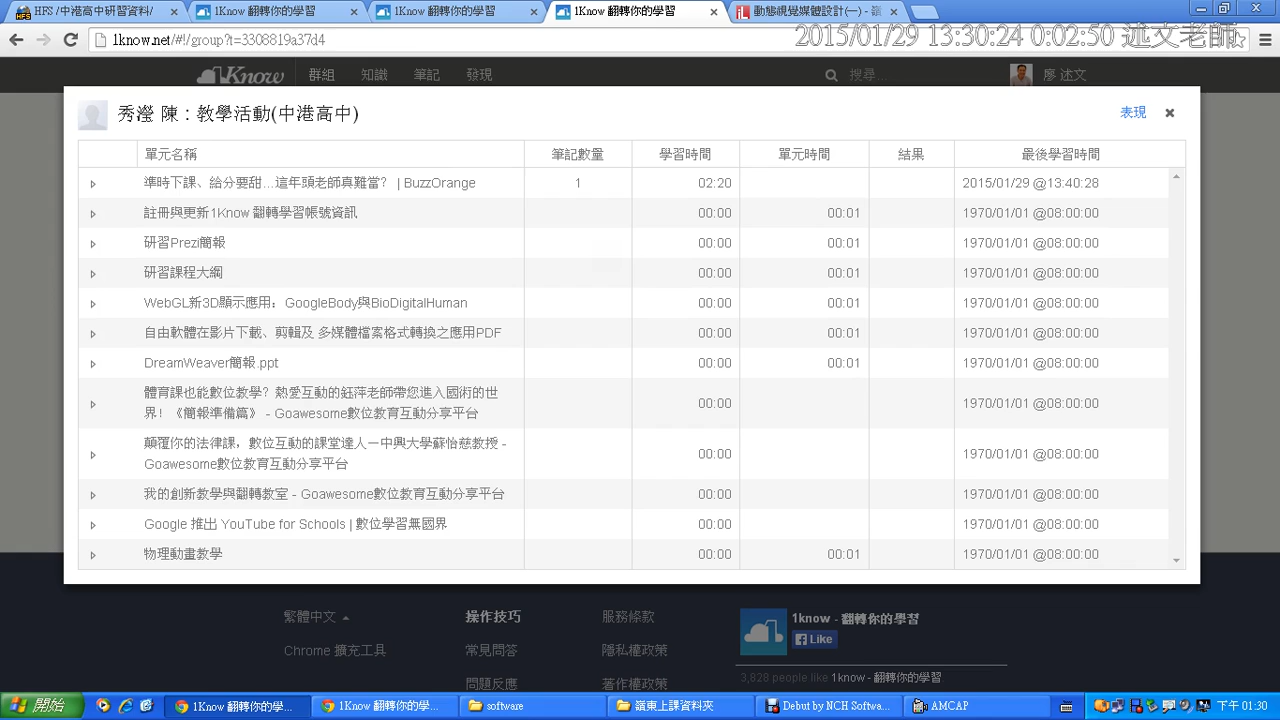 HFS /中港高中研習資料/
1Know 翻轉你的學習
1Know 翻轉你的學習
1Know 翻轉你的學習
動態視覺媒體設計(一) -
1know.net/#!/group?t=3308819a37d4
2015/01/29 13:30:24 0:02:50 述文老師
1Know
群組
知識
筆記
發現
搜尋...
廖 述文
秀瀅 陳：教學活動(中港高中)
表現
單元名稱 筆記數量 學習時間 單元時間 結果 最後學習時間
準時下課、給分要甜...這年頭老師真難當？ | BuzzOrange 1 02:20 2015/01/29 @13:40:28
註冊與更新1Know 翻轉學習帳號資訊 00:00 00:01 1970/01/01 @08:00:00
研習Prezi簡報 00:00 00:01 1970/01/01 @08:00:00
研習課程大綱 00:00 00:01 1970/01/01 @08:00:00
WebGL新3D顯示應用：GoogleBody與BioDigitalHuman 00:00 00:01 1970/01/01 @08:00:00
自由軟體在影片下載、剪輯及 多媒體檔案格式轉換之應用PDF 00:00 00:01 1970/01/01 @08:00:00
DreamWeaver簡報.ppt 00:00 00:01 1970/01/01 @08:00:00
體育課也能數位教學？熱愛互動的鈺萍老師帶您進入國術的世
界！《簡報準備篇》 - Goawesome數位教育互動分享平台 00:00 1970/01/01 @08:00:00
顛覆你的法律課，數位互動的課堂達人－中興大學蘇怡慈教授 -
Goawesome數位教育互動分享平台 00:00 1970/01/01 @08:00:00
我的創新教學與翻轉教室 - Goawesome數位教育互動分享平台 00:00 1970/01/01 @08:00:00
Google 推出 YouTube for Schools | 數位學習無國界 00:00 1970/01/01 @08:00:00
物理動畫教學 00:00 00:01 1970/01/01 @08:00:00
繁體中文
操作技巧
服務條款
1know - 翻轉你的學習
Like
Chrome 擴充工具
常見問答
隱私權政策
問題反應
著作權政策
3,828 people like 1know - 翻轉你的學習
開始
1Know 翻轉你的學...
1Know 翻轉你的學...
software
嶺東上課資料夾
Debut by NCH Softwa...
AMCAP
下午 01:30